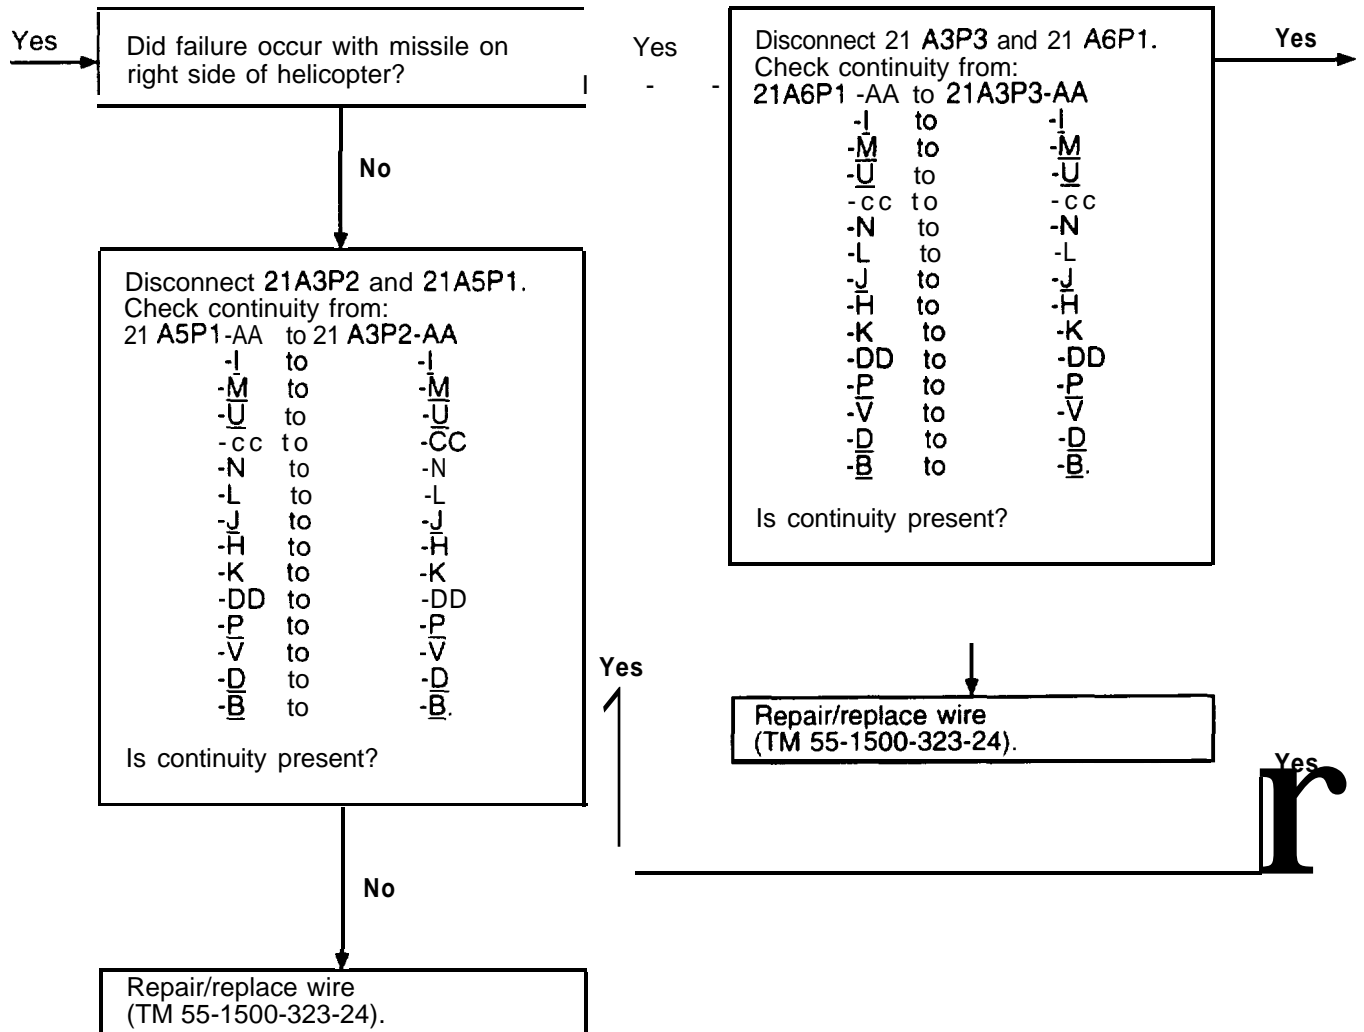 Yes
Did failure occur with missile on
right side of helicopter?
No
Disconnect 21A3P2 and 21A5P1.
Check continuity from:
21 A5P1-AA to 21 A3P2-AA
-I to -I
-M to -M
-U to -U
-cc to -CC
-N to -N
-L to -L
-J to -J
-H to -H
-K to -K
-DD to -DD
-P to -P
-V to -V
-D to -D
-B to -B.
Is continuity present?
No
Repair/replace wire
(TM 55-1500-323-24).
Yes
Disconnect 21 A3P3 and 21 A6P1.
Check continuity from:
21A6P1 -AA to 21A3P3-AA
-I to -I
-M to -M
-U to -U
-cc to -cc
-N to -N
-L to -L
-J to -J
-H to -H
-K to -K
-DD to -DD
-P to -P
-V to -V
-D to -D
-B to -B.
Is continuity present?
Yes
Repair/replace wire
(TM 55-1500-323-24).
Yes
Yes
r